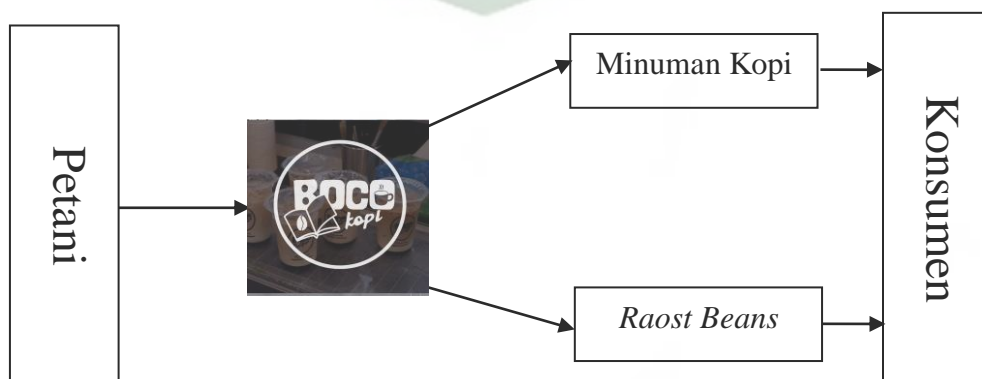 Petani
BOCO
kopi
Minuman Kopi
Raost Beans
Konsumen